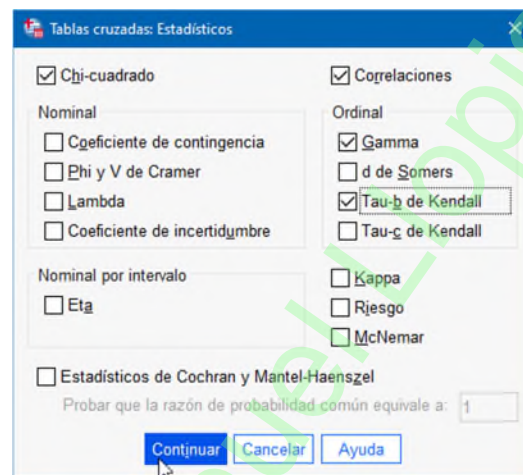 Tablas cruzadas: Estadísticos
Chi-cuadrado
Correlaciones
Nominal
Coeficiente de contingencia
Phi y V de Cramer
Lambda
Coeficiente de incertidumbre
Ordinal
Gamma
d de Somers
Tau-b de Kendall
Tau-c de Kendall
Nominal por intervalo
Eta
Kappa
Riesgo
McNemar
Estadísticos de Cochran y Mantel-Haenszel
Probar que la razón de probabilidad común equivale a: 1
Continuar Cancelar Ayuda